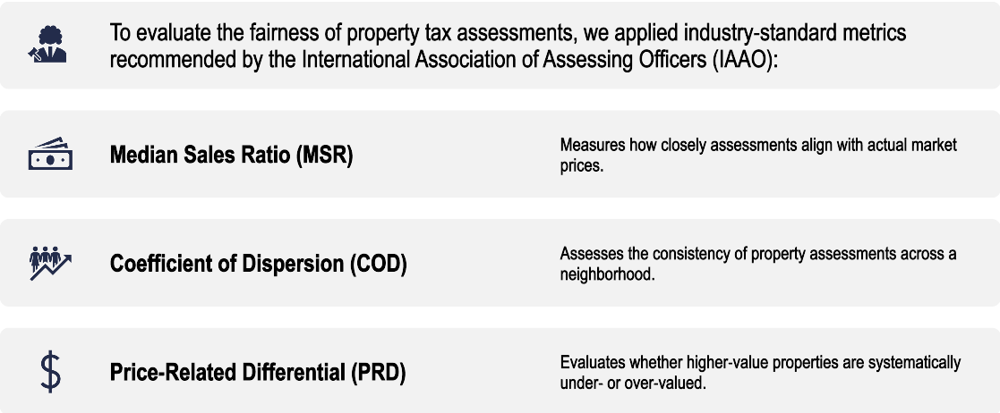 To evaluate the fairness of property tax assessments, we applied industry-standard metrics
recommended by the International Association of Assessing Officers (IAAO):
Median Sales Ratio (MSR)
Measures how closely assessments align with actual market
prices.
Coefficient of Dispersion (COD)
Assesses the consistency of property assessments across a
neighborhood.
Price-Related Differential (PRD)
Evaluates whether higher-value properties are systematically
under- or over-valued.